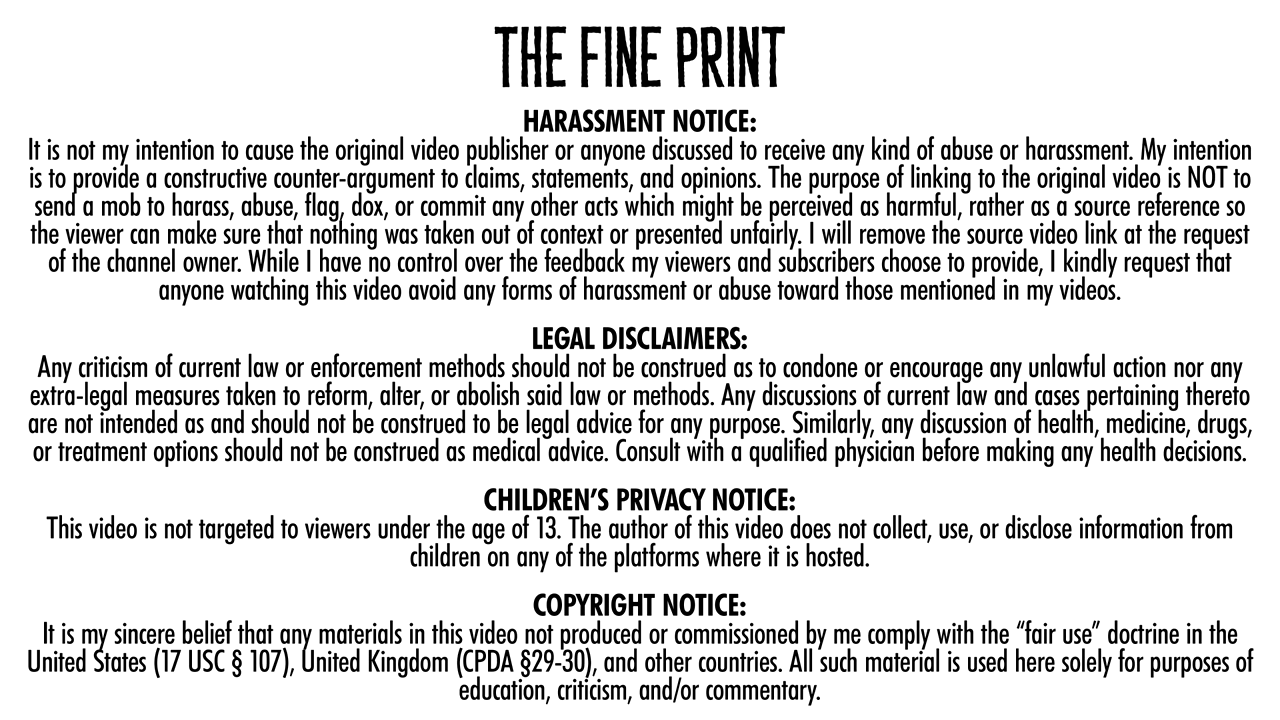 THE FINE PRINT
HARASSMENT NOTICE:
It is not my intention to cause the original video publisher or anyone discussed to receive any kind of abuse or harassment. My intention
is to provide a constructive counter-argument to claims, statements, and opinions. The purpose of linking to the original video is NOT to
send a mob to harass, abuse, flag, dox, or commit any other acts which might be perceived as harmful, rather as a source reference so
the viewer can make sure that nothing was taken out of context or presented unfairly. I will remove the source video link at the request
of the channel owner. While I have no control over the feedback my viewers and subscribers choose to provide, I kindly request that
anyone watching this video avoid any forms of harassment or abuse toward those mentioned in my videos.
LEGAL DISCLAIMERS:
Any criticism of current law or enforcement methods should not be construed as to condone or encourage any unlawful action nor any
extra-legal measures taken to reform, alter, or abolish said law or methods. Any discussions of current law and cases pertaining thereto
are not intended as and should not be construed to be legal advice for any purpose. Similarly, any discussion of health, medicine, drugs,
or treatment options should not be construed as medical advice. Consult with a qualified physician before making any health decisions.
CHILDREN'S PRIVACY NOTICE:
This video is not targeted to viewers under the age of 13. The author of this video does not collect, use, or disclose information from
children on any of the platforms where it is hosted.
COPYRIGHT NOTICE:
It is my sincere belief that any materials in this video not produced or commissioned by me comply with the “fair use” doctrine in the
United States (17 USC § 107), United Kingdom (CPDA §29-30), and other countries. All such material is used here solely for purposes of
education, criticism, and/or commentary.